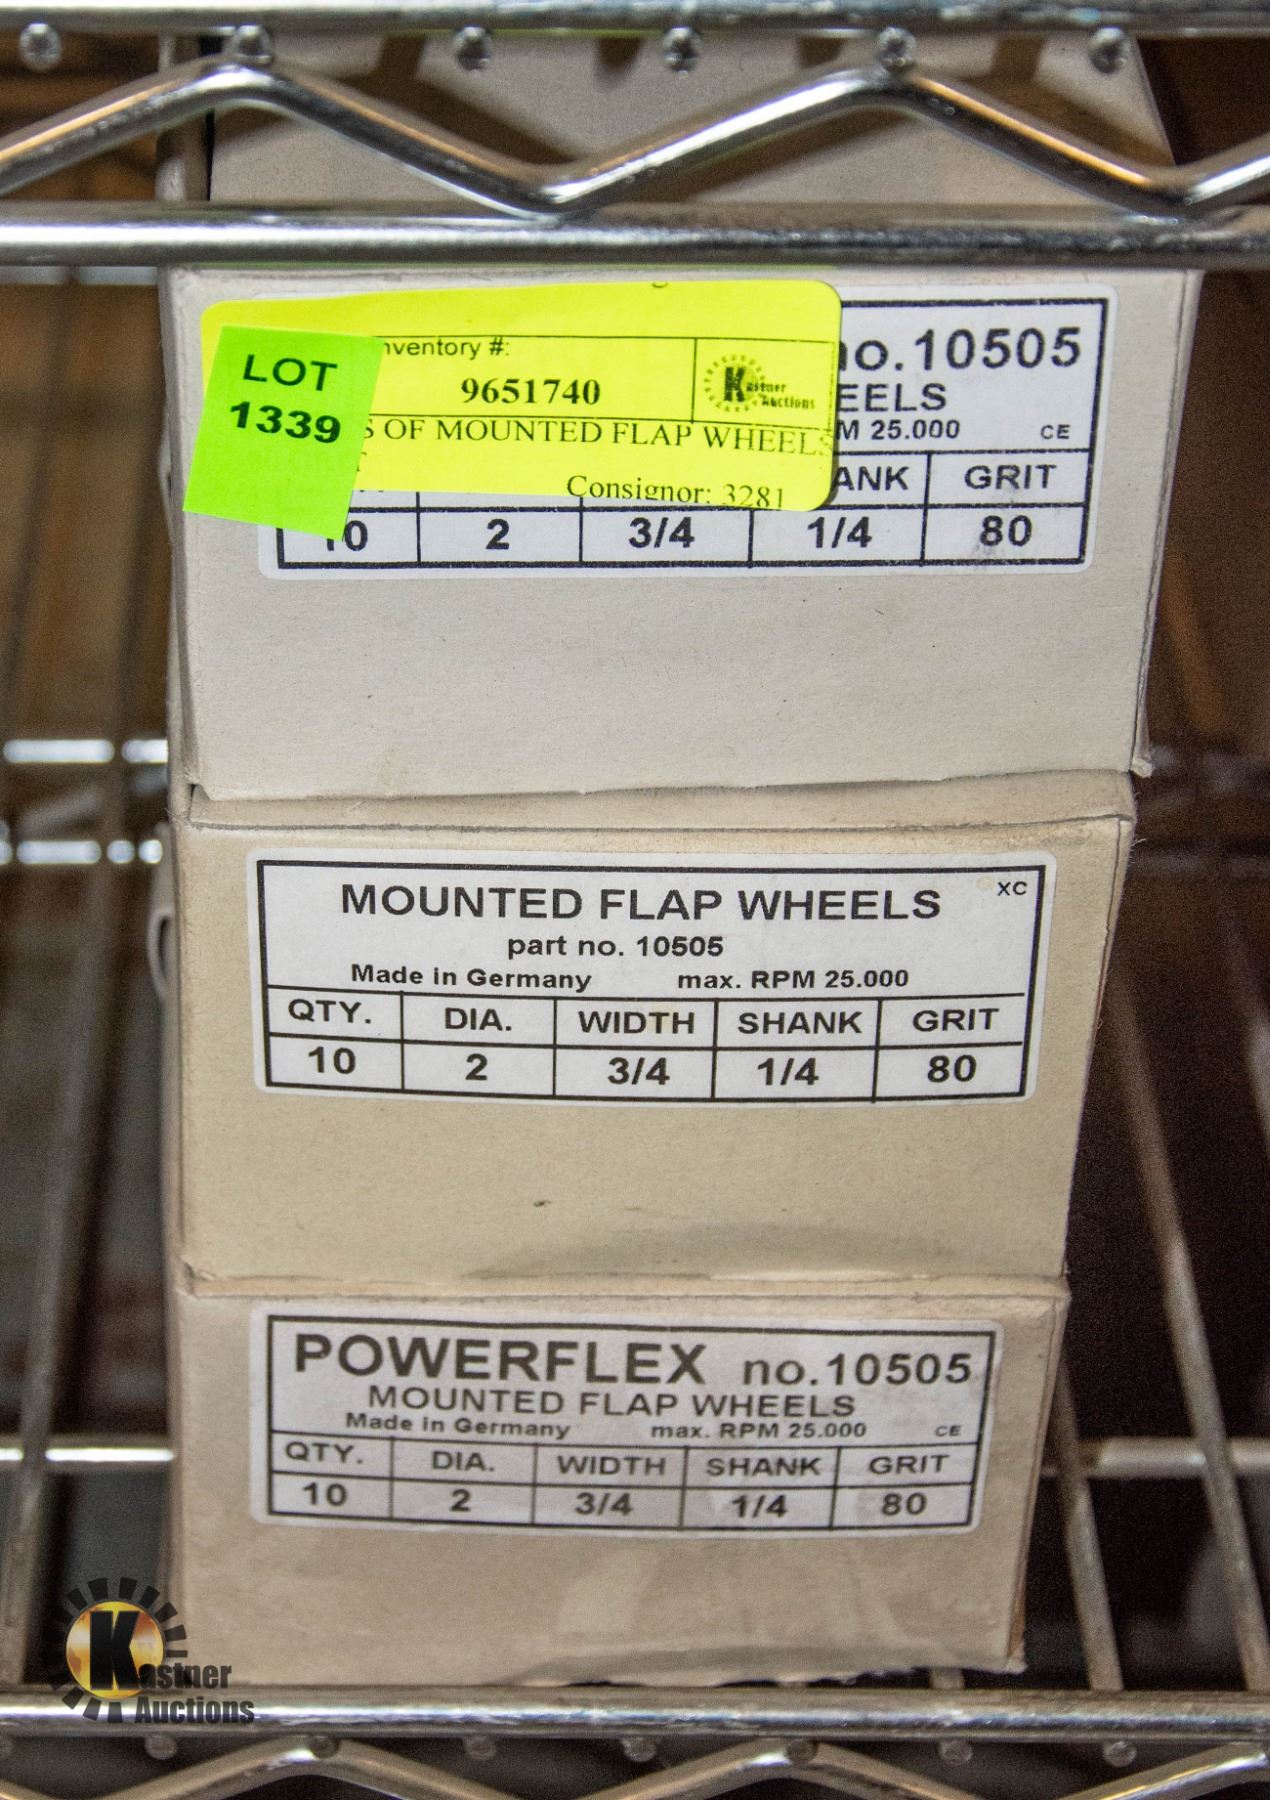 LOT
1339
nventory #:
9651740
Kastner
Auctions
S OF MOUNTED FLAP WHEELS
Consignor: 3281
no.10505
EELS
M 25.000 CE
ANK GRIT
10 2 3/4 1/4 80
MOUNTED FLAP WHEELS XC
part no. 10505
Made in Germany max. RPM 25.000
QTY. DIA. WIDTH SHANK GRIT
10 2 3/4 1/4 80
POWERFLEX no.10505
MOUNTED FLAP WHEELS
Made in Germany max. RPM 25.000 CE
QTY. DIA. WIDTH SHANK GRIT
10 2 3/4 1/4 80
Kastner
Auctions